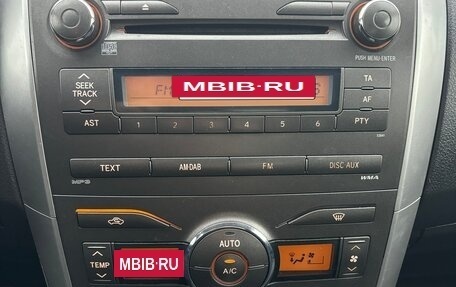 PUSH MENU·ENTER
SEEK
TRACK
FM
MBIB-RU
TA
AF
AST
1 2 3 4 5 6
PTY
TEXT
AM·DAB
FM
DISC·AUX
MP3
WMA
AUTO
TEMP
MBIB-RU
A/C